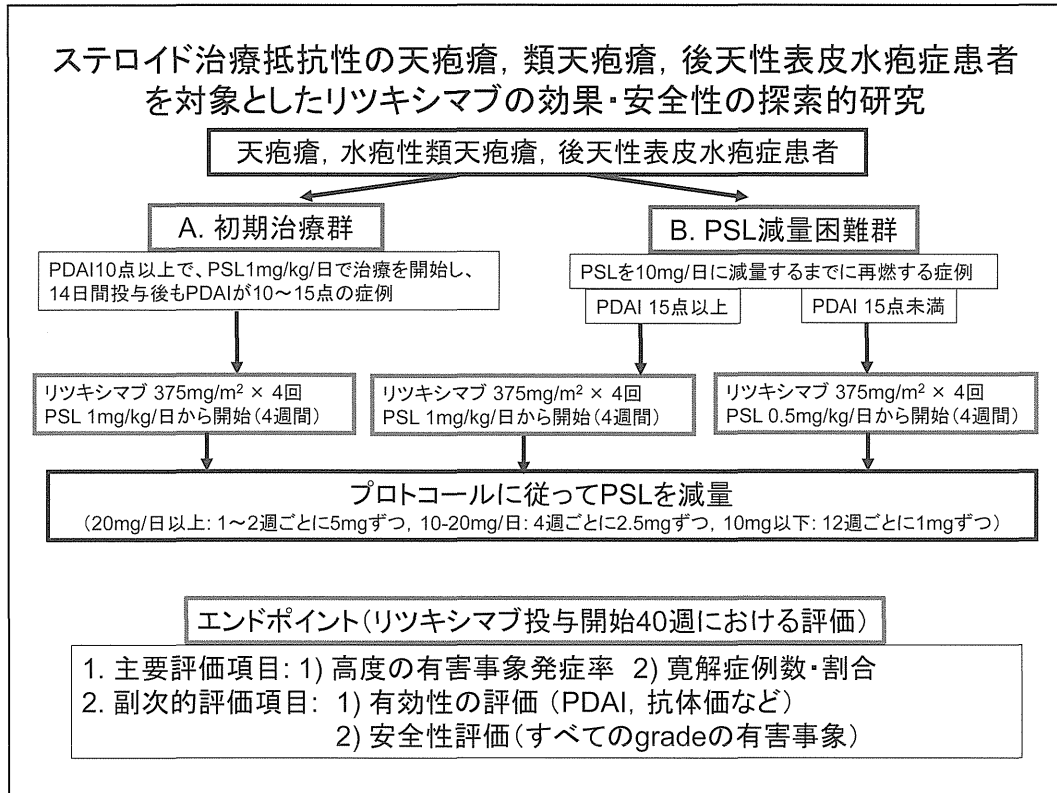 ステロイド治療抵抗性の天疱瘡, 類天疱瘡, 後天性表皮水疱症患者
を対象としたリツキシマブの効果・安全性の探索的研究
天疱瘡, 水疱性類天疱瘡, 後天性表皮水疱症患者
A. 初期治療群
PDAI10点以上で、PSL1mg/kg/日で治療を開始し、
14日間投与後もPDAIが10～15点の症例
B. PSL減量困難群
PSLを10mg/日に減量するまでに再燃する症例
PDAI 15点以上
PDAI 15点未満
リツキシマブ 375mg/m² × 4回
PSL 1mg/kg/日から開始(4週間)
リツキシマブ 375mg/m² × 4回
PSL 1mg/kg/日から開始(4週間)
リツキシマブ 375mg/m² × 4回
PSL 0.5mg/kg/日から開始(4週間)
プロトコールに従ってPSLを減量
(20mg/日以上: 1～2週ごとに5mgずつ, 10-20mg/日: 4週ごとに2.5mgずつ, 10mg以下: 12週ごとに1mgずつ)
エンドポイント(リツキシマブ投与開始40週における評価)
1. 主要評価項目: 1) 高度の有害事象発症率 2) 寛解症例数・割合
2. 副次的評価項目: 1) 有効性の評価 (PDAI, 抗体価など)
2) 安全性評価(すべてのgradeの有害事象)